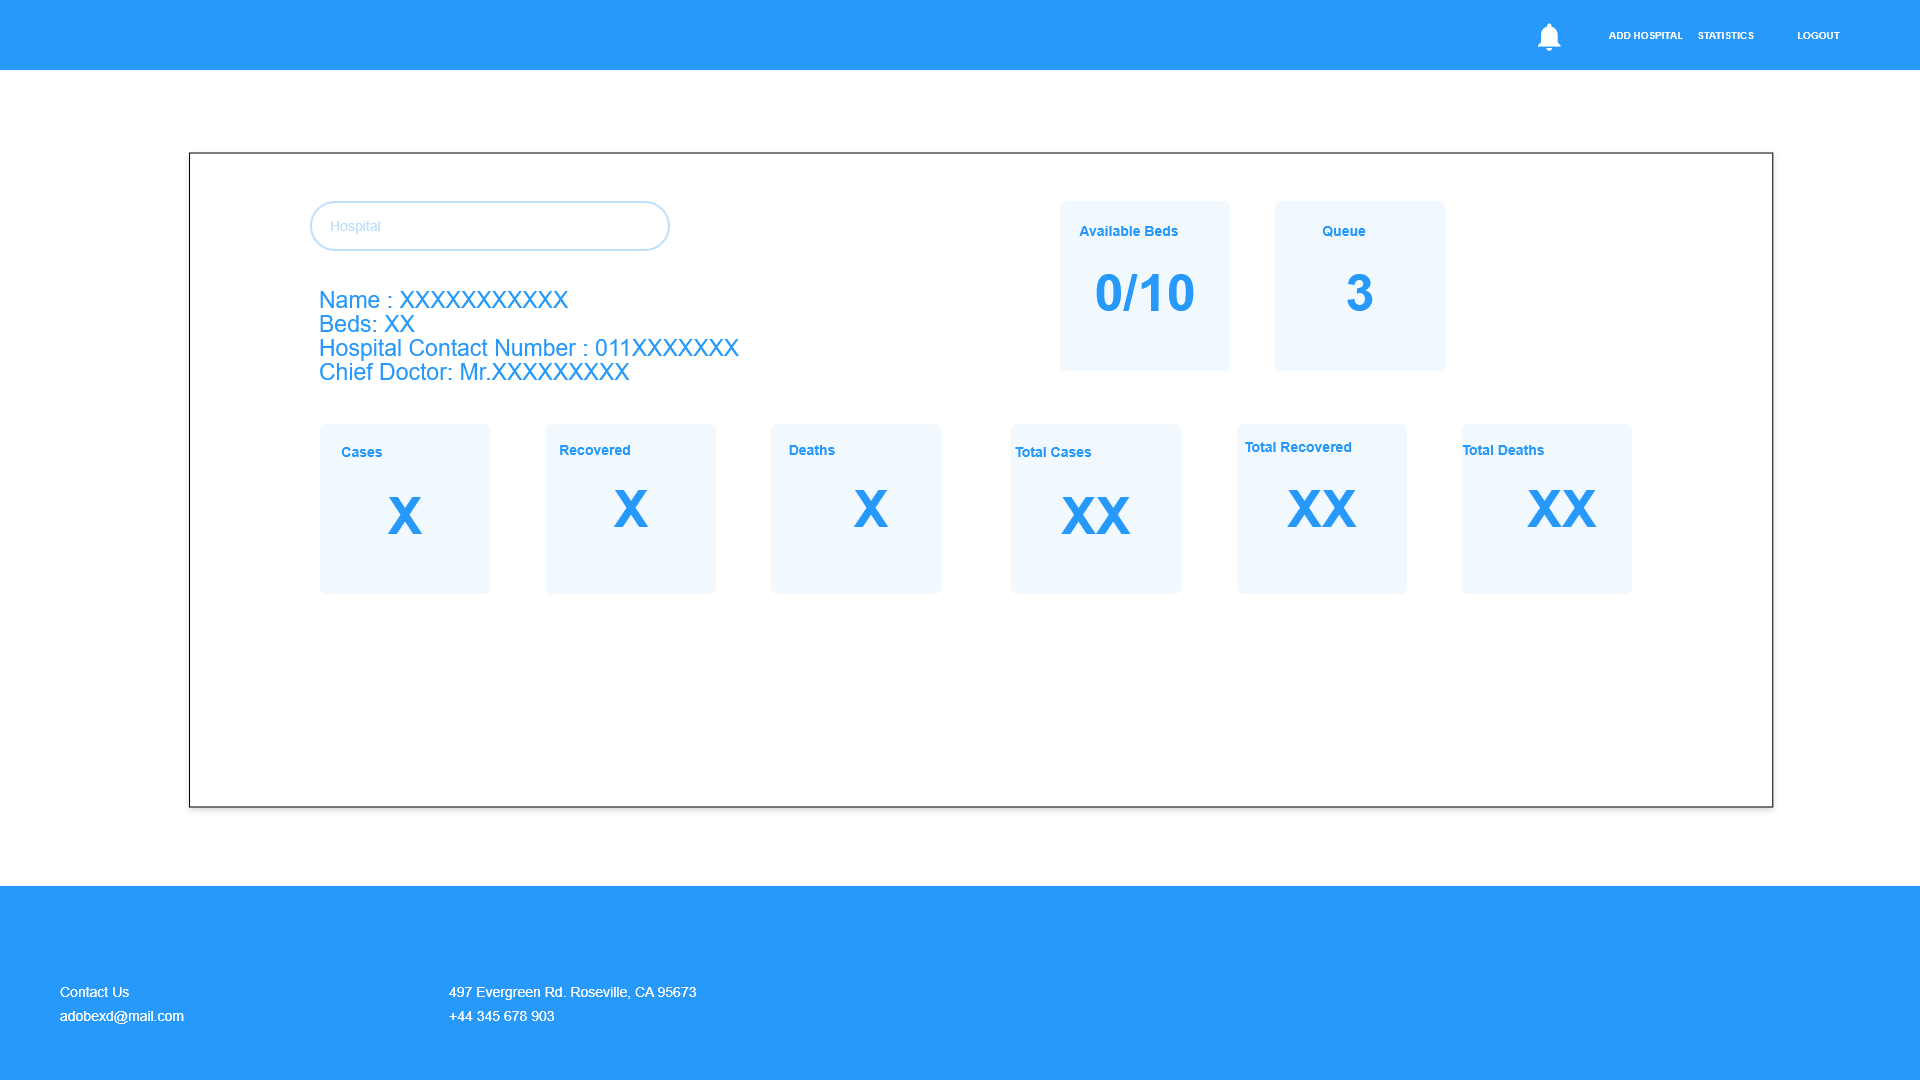 ADD HOSPITAL STATISTICS LOGOUT
Hospital
Available Beds
0/10
Queue
3
Name : XXXXXXXXXXX
Beds: XX
Hospital Contact Number : 011XXXXXXX
Chief Doctor: Mr.XXXXXXXXX
Cases
X
Recovered
X
Deaths
X
Total Cases
XX
Total Recovered
XX
Total Deaths
XX
Contact Us
adobexd@mail.com
497 Evergreen Rd. Roseville, CA 95673
+44 345 678 903